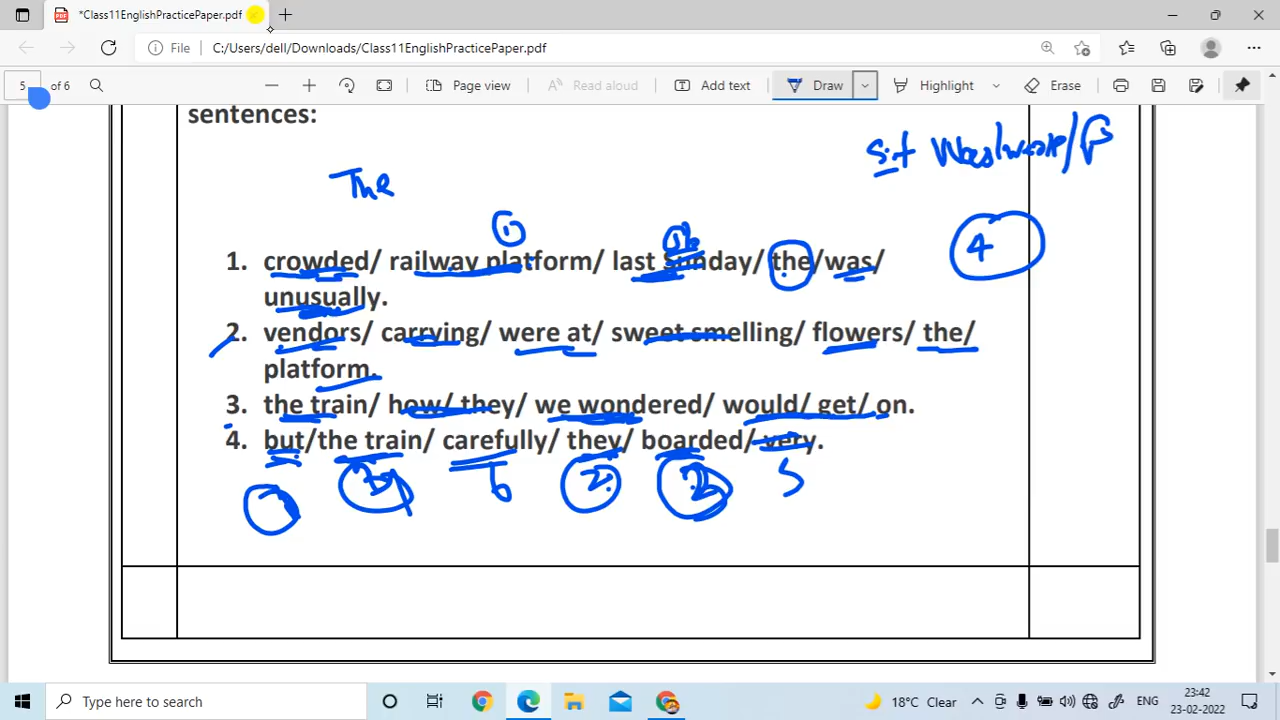 *Class11EnglishPracticePaper.pdf
File C:/Users/dell/Downloads/Class11EnglishPracticePaper.pdf
5 of 6 Page view Read aloud Add text Draw Highlight Erase
sentences:
The
4
1. crowded/ railway platform/ last Sunday/ the/was/
unusually.
2. vendors/ carrying/ were at/ sweet smelling/ flowers/ the/
platform.
3. the train/ how/ they/ we wondered/ would/ get/ on.
4. but/the train/ carefully/ they/ boarded/ very.
6 2 5
Type here to search 18°C Clear ENG 23:42
23-02-2022